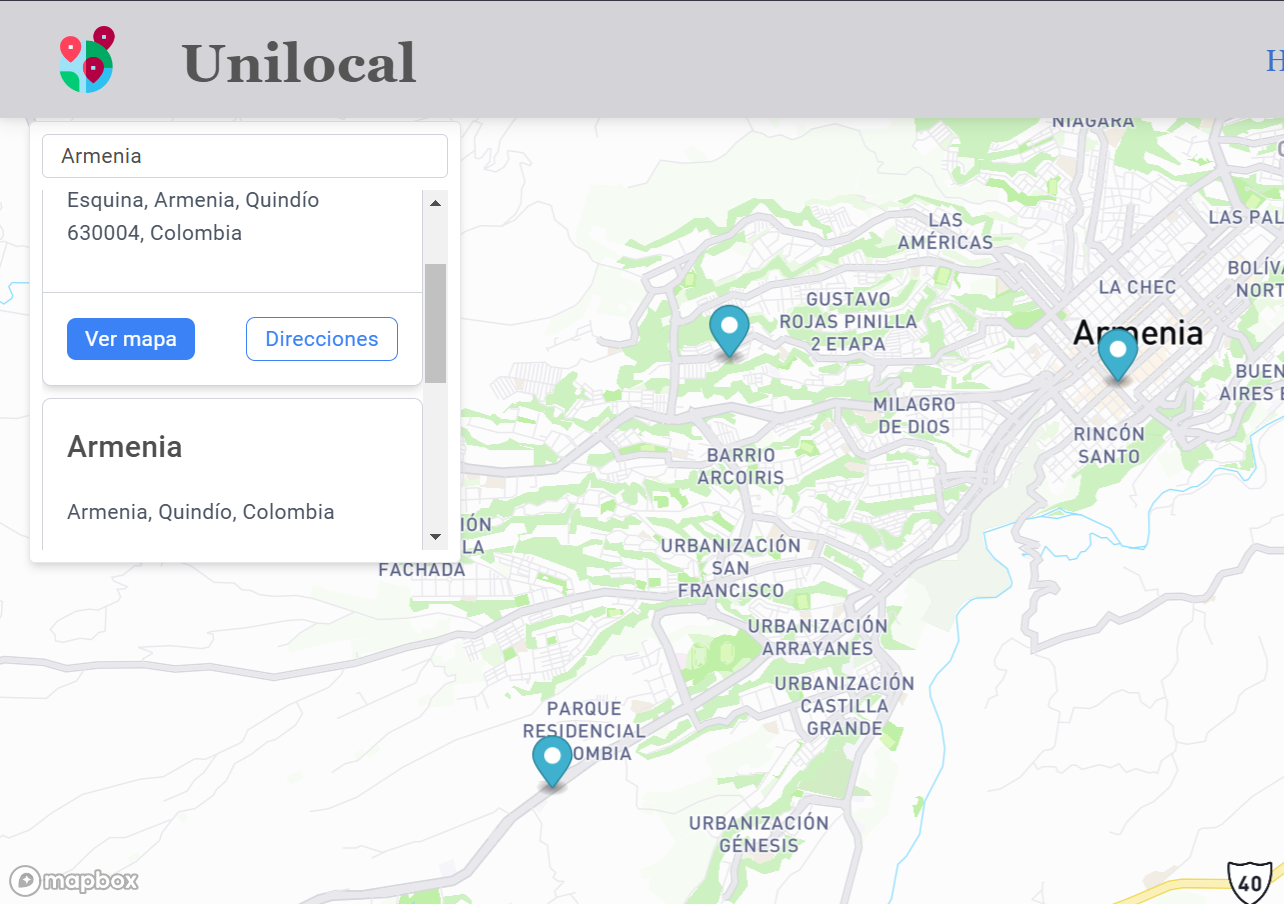 Unilocal
H
Armenia
Esquina, Armenia, Quindío
630004, Colombia
Ver mapa
Direcciones
Armenia
Armenia, Quindío, Colombia
NIAGARA
LAS
AMÉRICAS
LAS PAL
LA CHEC
BOLÍVA
NORT
GUSTAVO
ROJAS PINILLA
2 ETAPA
Armenia
BUEN
AIRES
MILAGRO
DE DIOS
RINCÓN
SANTO
BARRIO
ARCOIRIS
IÓN
LA
FACHADA
URBANIZACIÓN
SAN
FRANCISCO
URBANIZACIÓN
ARRAYANES
URBANIZACIÓN
CASTILLA
GRANDE
PARQUE
RESIDENCIAL
OMBIA
URBANIZACIÓN
GÉNESIS
mapbox
40